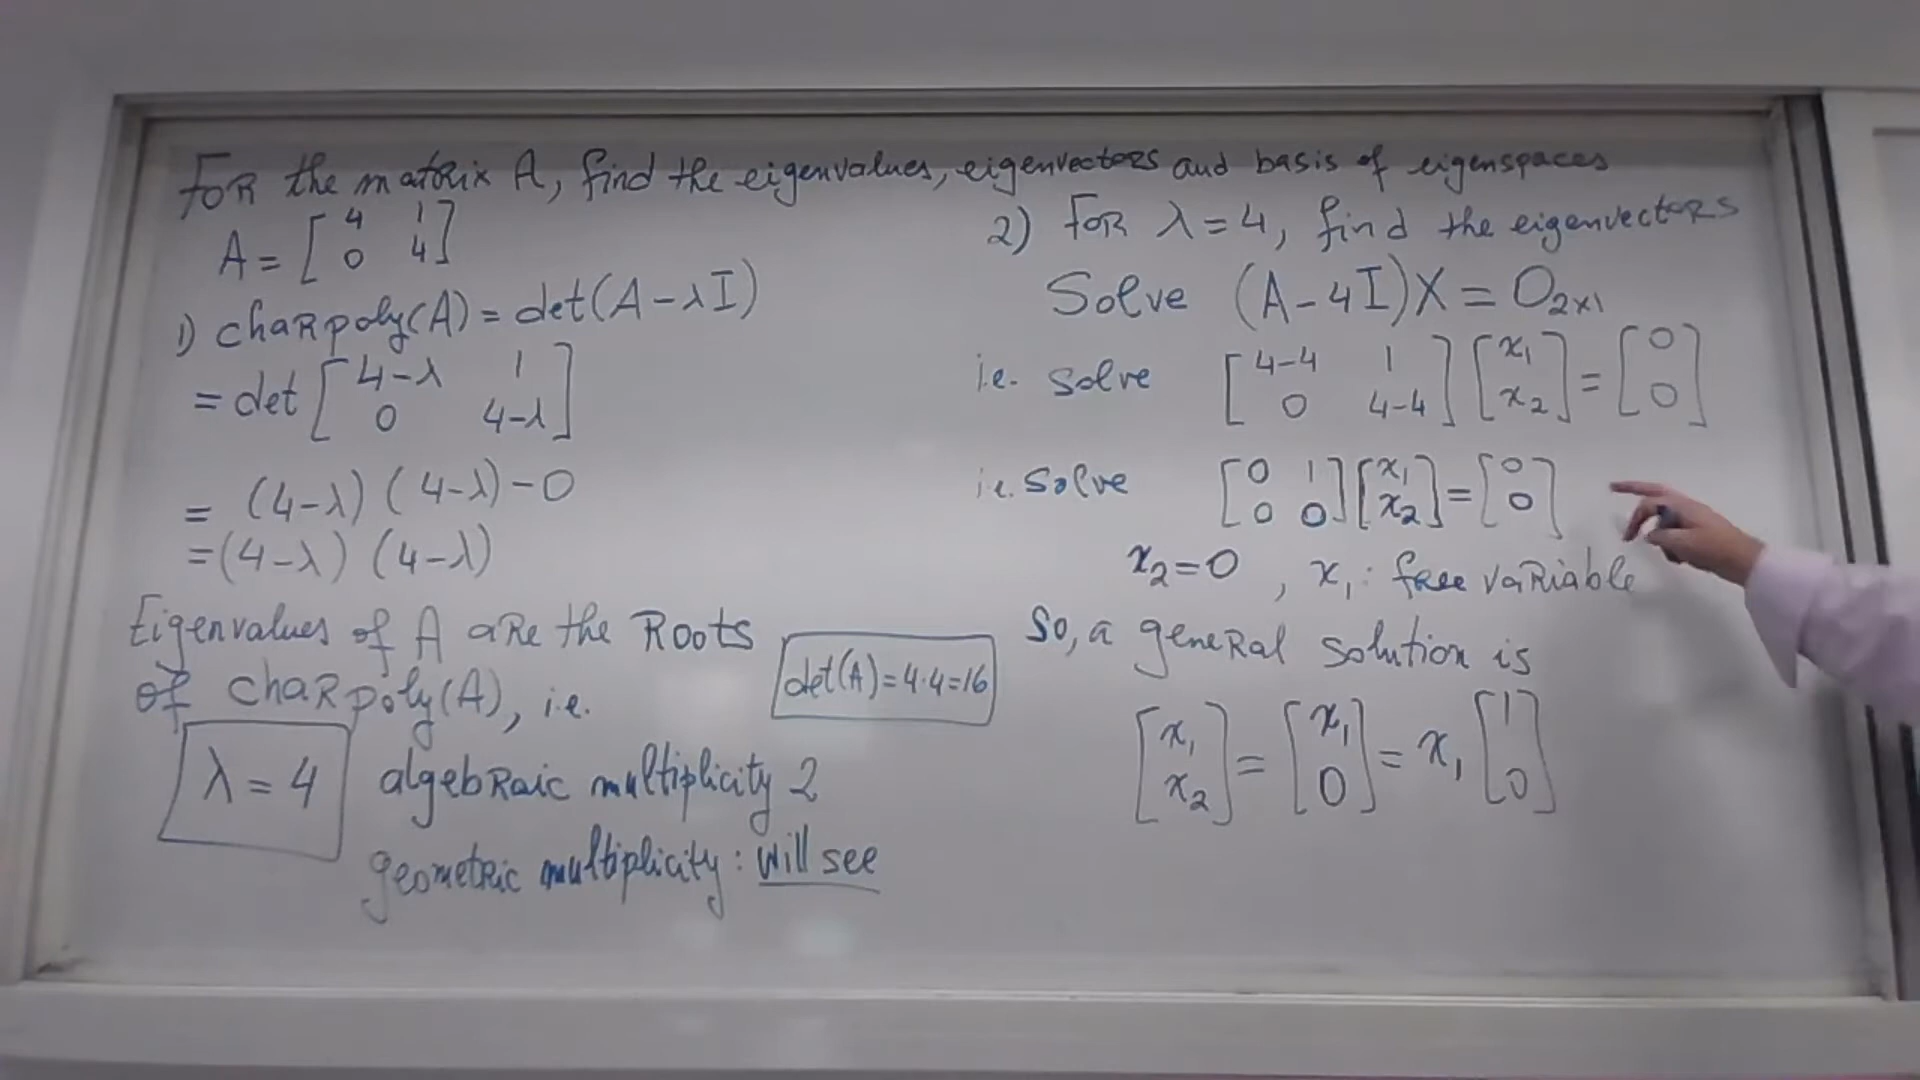 For the matrix A, find the eigenvalues, eigenvectors and basis of eigenspaces
A = [ 4 1
0 4 ]
1) charpoly(A) = det(A - λI)
= det [ 4-λ 1
0 4-λ ]
= (4-λ) (4-λ) - 0
= (4-λ) (4-λ)
Eigenvalues of A are the Roots
of charpoly(A), i.e.
λ = 4
algebraic multiplicity 2
geometric multiplicity : will see
det(A) = 4·4 = 16
2) For λ = 4, find the eigenvectors
Solve (A - 4I)X = O₂ₓ₁
i.e. solve [ 4-4 1
0 4-4 ] [ x₁
x₂ ] = [ 0
0 ]
i.e. solve [ 0 1
0 0 ] [ x₁
x₂ ] = [ 0
0 ]
x₂ = 0 , x₁ : free variable
So, a general solution is
[ x₁
x₂ ] = [ x₁
0 ] = x₁ [ 1
0 ]